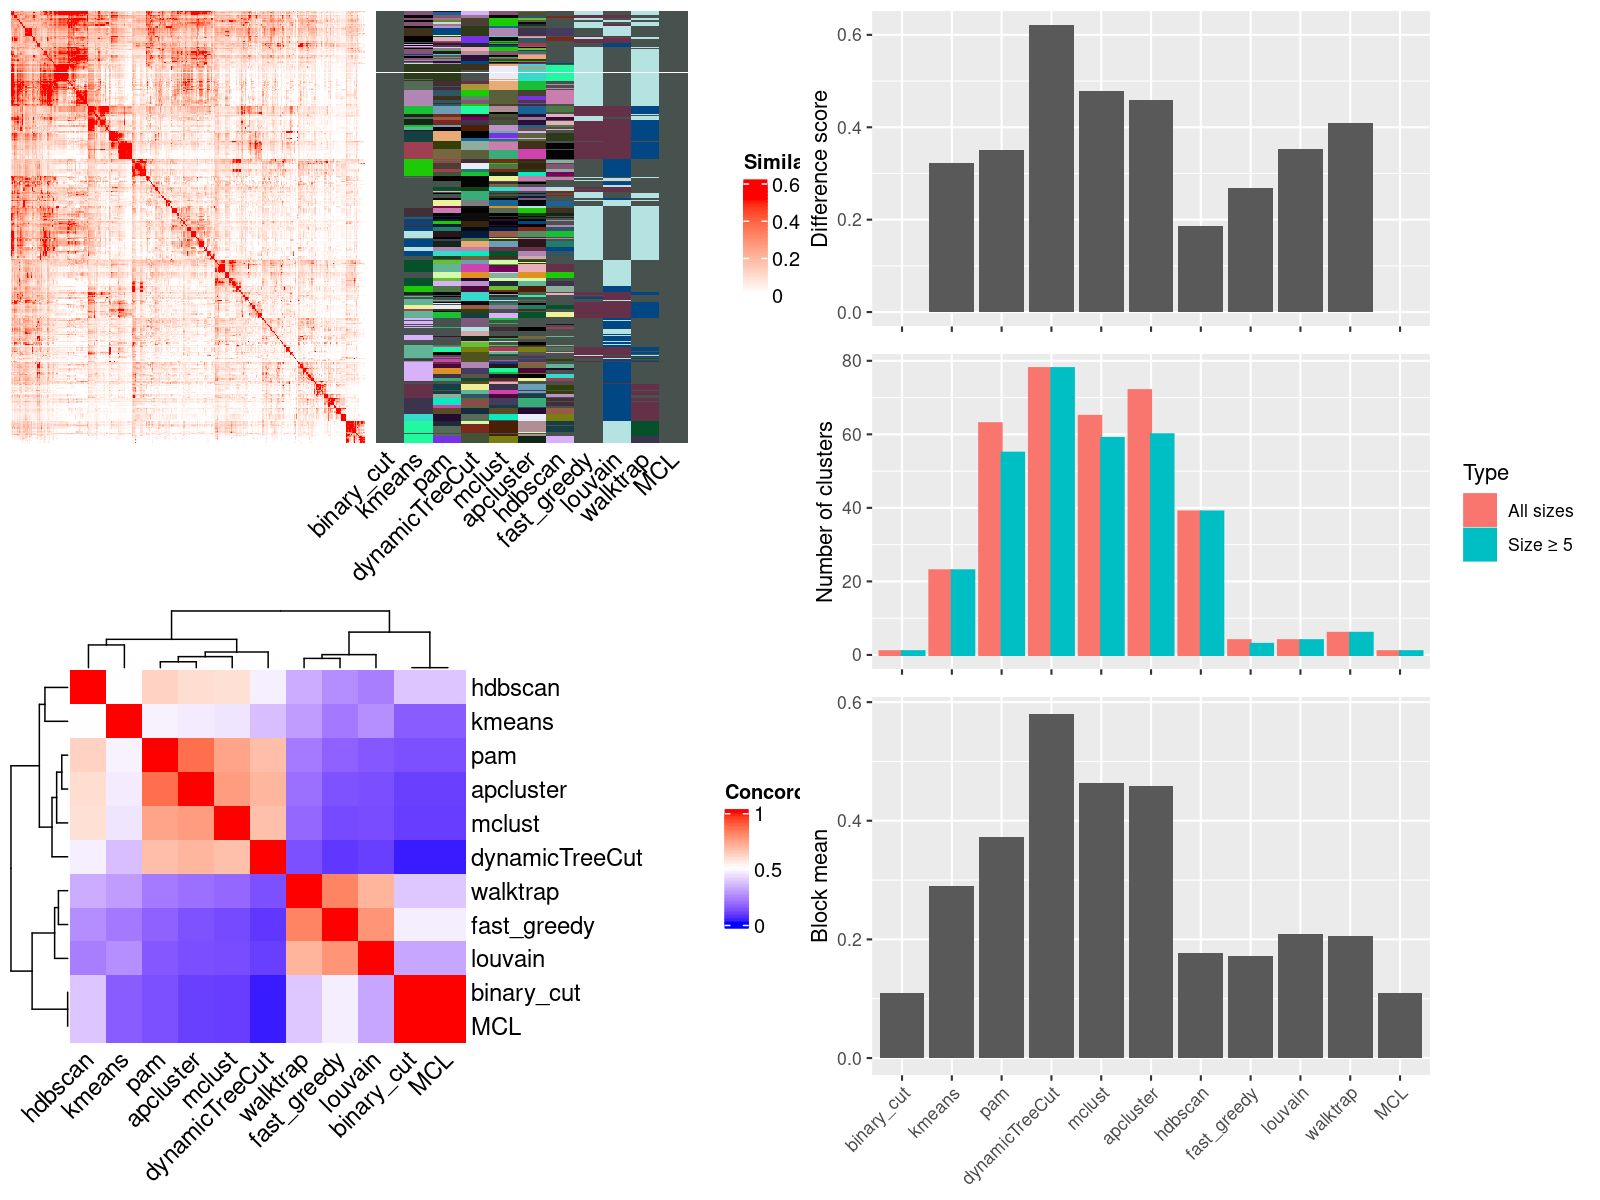 Simila
0.6
0.4
0.2
0
binary_cut
kmeans
pam
dynamicTreeCut
mclust
apcluster
hdbscan
fast_greedy
louvain
walktrap
MCL
hdbscan
kmeans
pam
apcluster
mclust
dynamicTreeCut
walktrap
fast_greedy
louvain
binary_cut
MCL
hdbscan
kmeans
pam
apcluster
mclust
dynamicTreeCut
walktrap
fast_greedy
louvain
binary_cut
MCL
Concord
1
0.5
0
Difference score
0.6
0.4
0.2
0.0
Number of clusters
80
60
40
20
0
Type
All sizes
Size ≥ 5
Block mean
0.6
0.4
0.2
0.0
binary_cut
kmeans
pam
dynamicTreeCut
mclust
apcluster
hdbscan
fast_greedy
louvain
walktrap
MCL